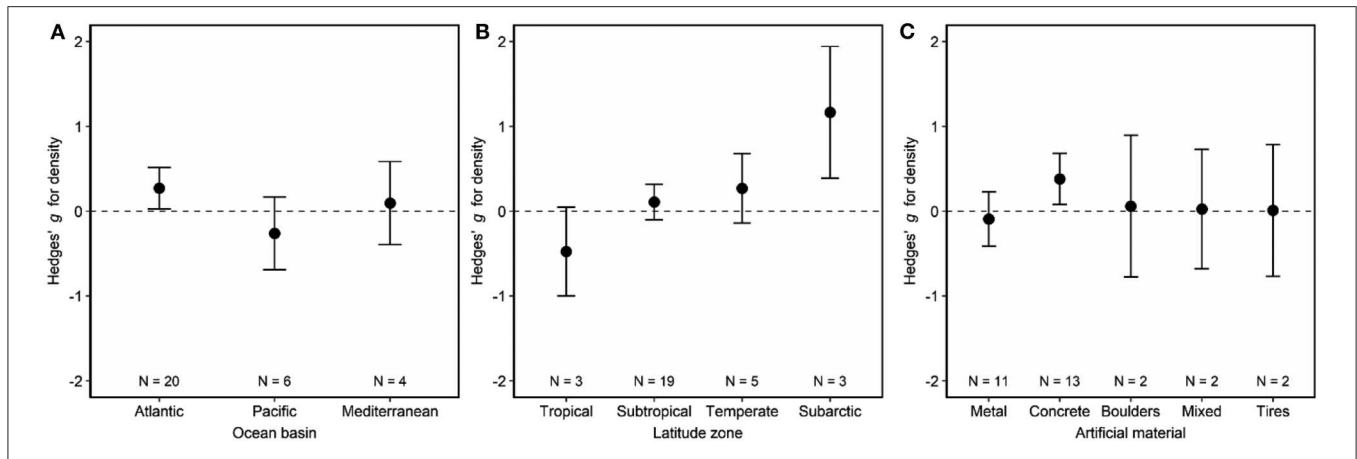 A
2
1
0
-1
-2
Hedges' g for density
N = 20
N = 6
N = 4
Atlantic
Pacific
Mediterranean
Ocean basin
B
2
1
0
-1
-2
Hedges' g for density
N = 3
N = 19
N = 5
N = 3
Tropical
Subtropical
Temperate
Subarctic
Latitude zone
C
2
1
0
-1
-2
Hedges' g for density
N = 11
N = 13
N = 2
N = 2
N = 2
Metal
Concrete
Boulders
Mixed
Tires
Artificial material